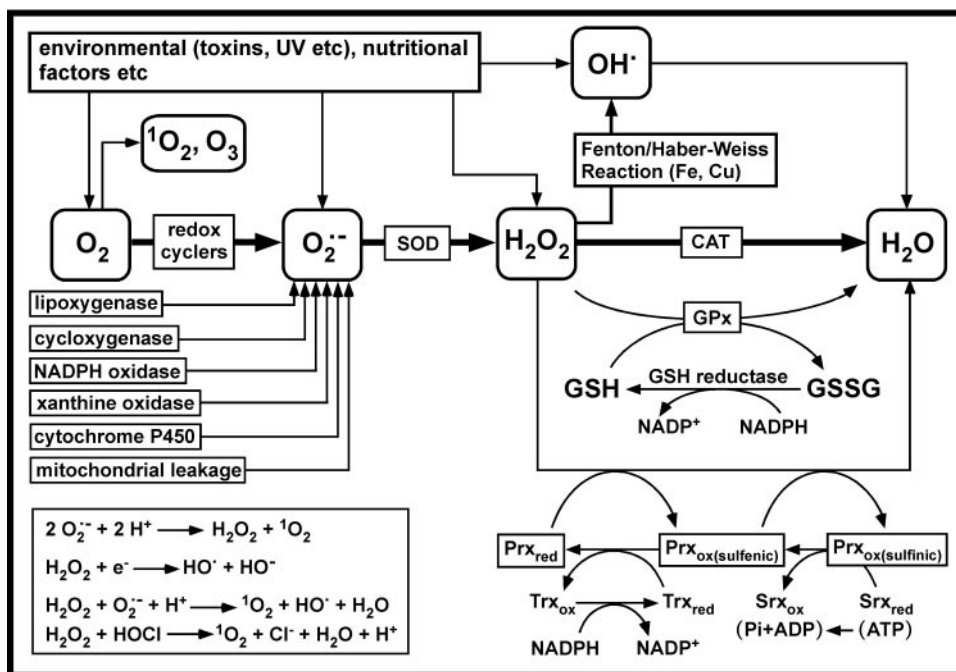 environmental (toxins, UV etc), nutritional
factors etc
OH·
¹O₂, O₃
Fenton/Haber-Weiss
Reaction (Fe, Cu)
O₂
redox
cyclers
O₂·⁻
SOD
H₂O₂
CAT
H₂O
lipoxygenase
cycloxygenase
NADPH oxidase
xanthine oxidase
cytochrome P450
mitochondrial leakage
GPx
GSH
GSH reductase
GSSG
NADP⁺
NADPH
2 O₂·⁻ + 2 H⁺ → H₂O₂ + ¹O₂
H₂O₂ + e⁻ → HO· + HO⁻
H₂O₂ + O₂·⁻ + H⁺ → ¹O₂ + HO· + H₂O
H₂O₂ + HOCl → ¹O₂ + Cl⁻ + H₂O + H⁺
Prx_red
Prx_ox(sulfenic)
Prx_ox(sulfinic)
Trx_ox
Trx_red
Srx_ox
Srx_red
(Pi+ADP) ← (ATP)
NADPH
NADP⁺